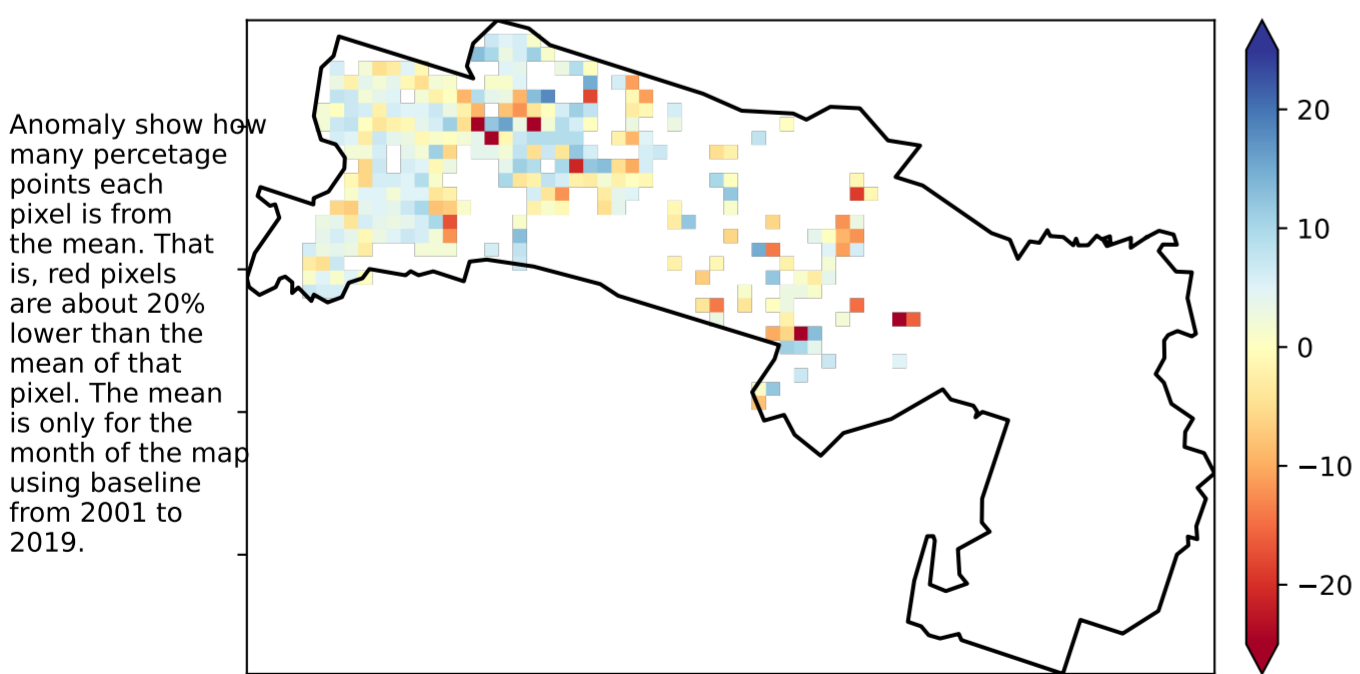 Anomaly show how
many percetage
points each
pixel is from
the mean. That
is, red pixels
are about 20%
lower than the
mean of that
pixel. The mean
is only for the
month of the map
using baseline
from 2001 to
2019.
20
10
0
−10
−20